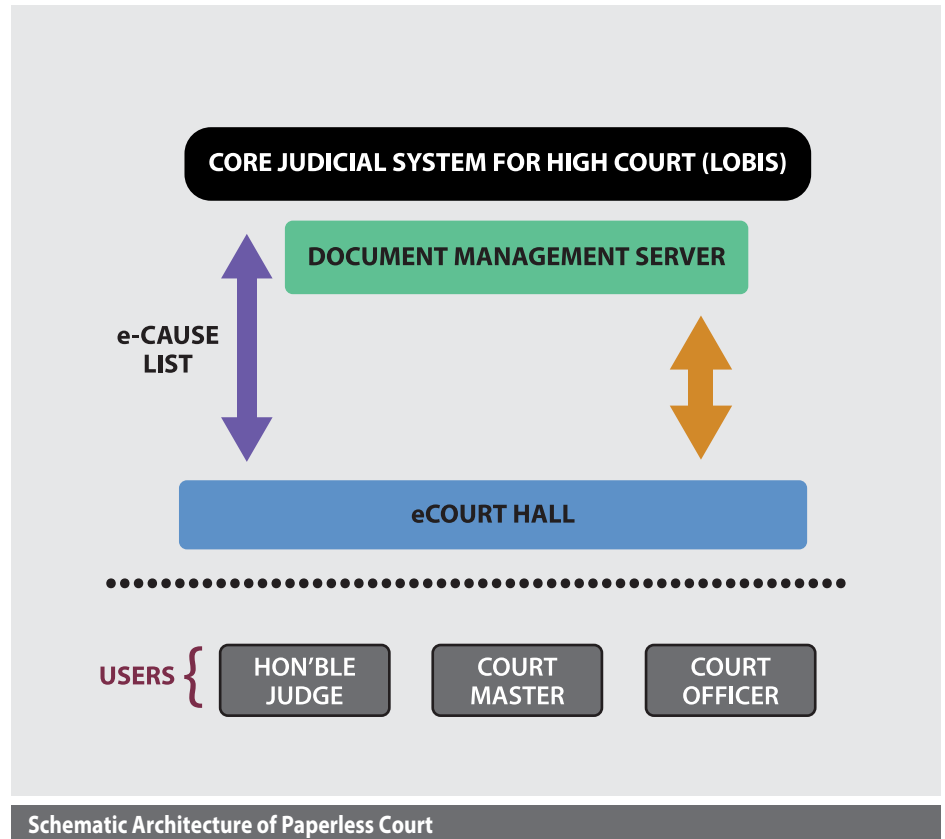 CORE JUDICIAL SYSTEM FOR HIGH COURT (LOBIS)
DOCUMENT MANAGEMENT SERVER
e-CAUSE
LIST
eCOURT HALL
USERS {
HON'BLE
JUDGE
COURT
MASTER
COURT
OFFICER
Schematic Architecture of Paperless Court